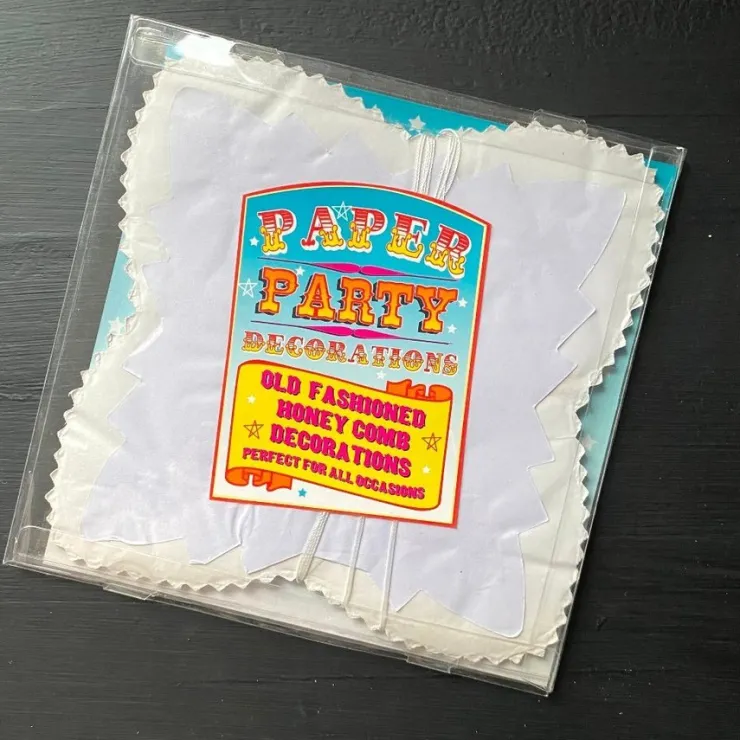 PAPER
PARTY
DECORATIONS
OLD FASHIONED
HONEY COMB
DECORATIONS
PERFECT FOR ALL OCCASIONS